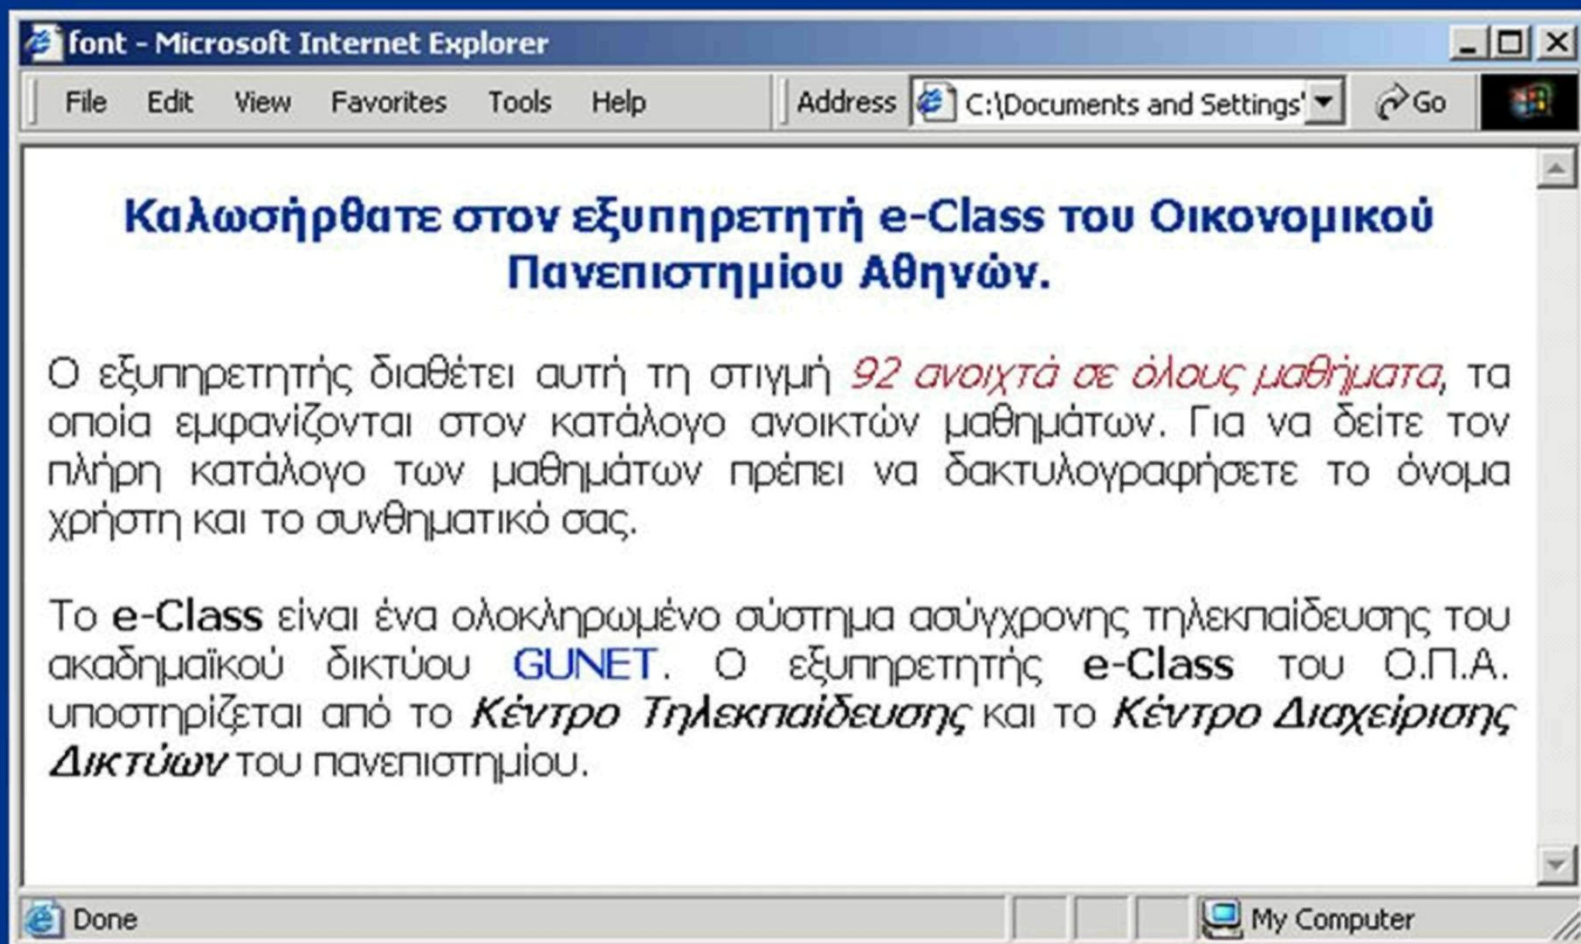 font - Microsoft Internet Explorer
File Edit View Favorites Tools Help Address C:\Documents and Settings' Go
Καλωσήρθατε στον εξυπηρετητή e-Class του Οικονομικού
Πανεπιστημίου Αθηνών.
Ο εξυπηρετητής διαθέτει αυτή τη στιγμή 92 ανοιχτά σε όλους μαθήματα, τα
οποία εμφανίζονται στον κατάλογο ανοικτών μαθημάτων. Για να δείτε τον
πλήρη κατάλογο των μαθημάτων πρέπει να δακτυλογραφήσετε το όνομα
χρήστη και το συνθηματικό σας.
Το e-Class είναι ένα ολοκληρωμένο σύστημα ασύγχρονης τηλεκπαίδευσης του
ακαδημαϊκού δικτύου GUNET. Ο εξυπηρετητής e-Class του Ο.Π.Α.
υποστηρίζεται από το Κέντρο Τηλεκπαίδευσης και το Κέντρο Διαχείρισης
Δικτύων του πανεπιστημίου.
Done My Computer